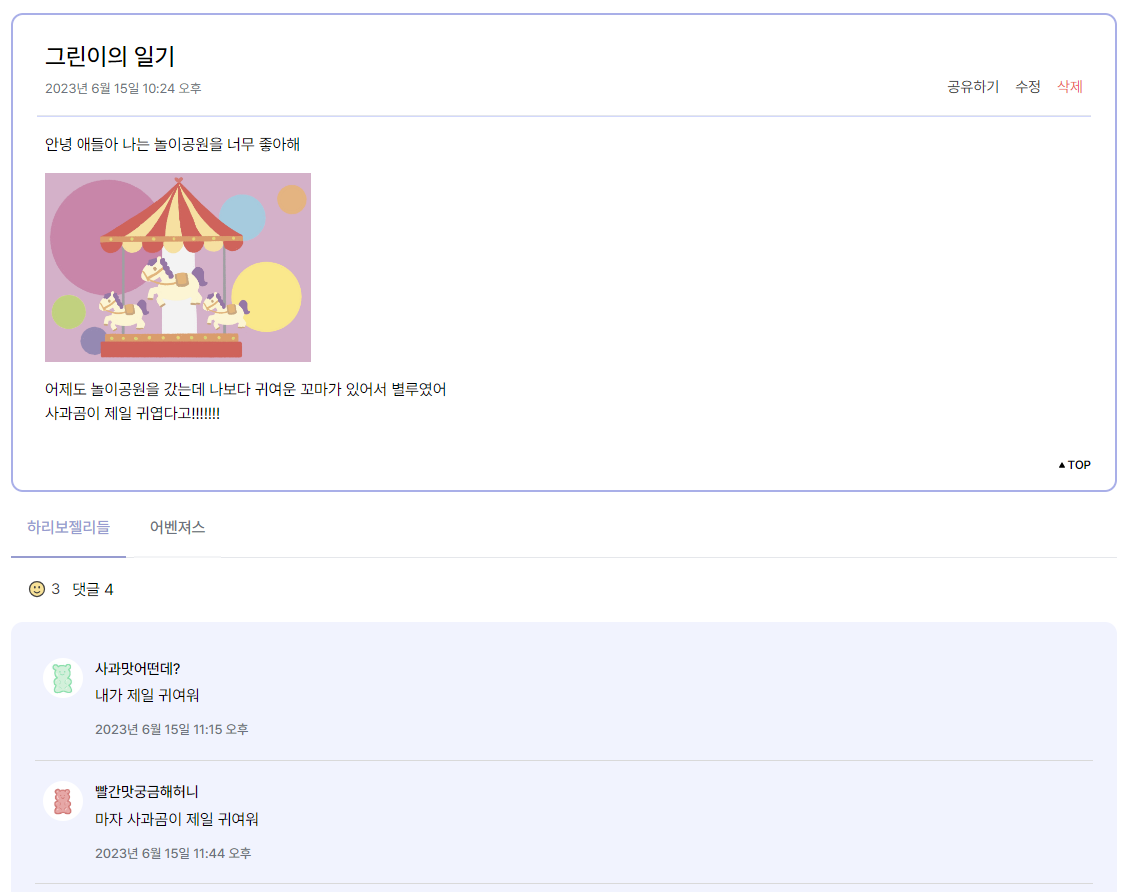 그린이의 일기
2023년 6월 15일 10:24 오후
공유하기 수정 삭제
안녕 애들아 나는 놀이공원을 너무 좋아해
어제도 놀이공원을 갔는데 나보다 귀여운 꼬마가 있어서 별루였어
사과곰이 제일 귀엽다고!!!!!!!
▲ TOP
하리보젤리들 어벤져스
3 댓글 4
사과맛어떤데?
내가 제일 귀여워
2023년 6월 15일 11:15 오후
빨간맛궁금해허니
마자 사과곰이 제일 귀여워
2023년 6월 15일 11:44 오후